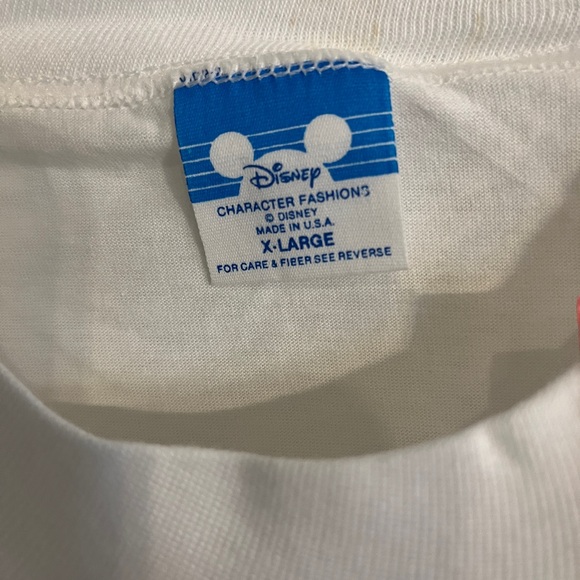 Disney
CHARACTER FASHIONS
© DISNEY
MADE IN U.S.A.
X-LARGE
FOR CARE & FIBER SEE REVERSE